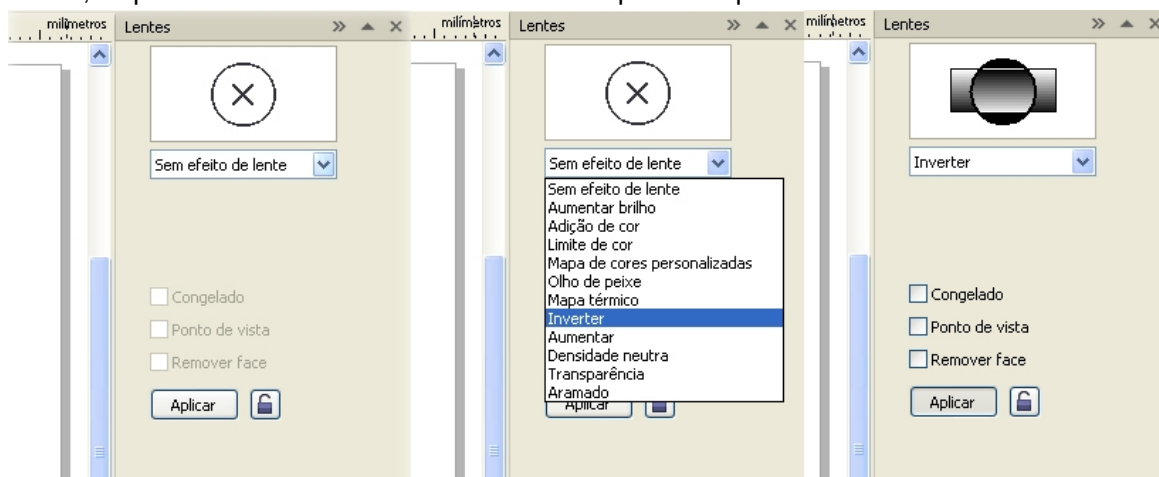 milímetros
Lentes
Sem efeito de lente
Congelado
Ponto de vista
Remover face
Aplicar
milímetros
Lentes
Sem efeito de lente
Sem efeito de lente
Aumentar brilho
Adição de cor
Limite de cor
Mapa de cores personalizadas
Olho de peixe
Mapa térmico
Inverter
Aumentar
Densidade neutra
Transparência
Aramado
Aplicar
milímetros
Lentes
Inverter
Congelado
Ponto de vista
Remover face
Aplicar